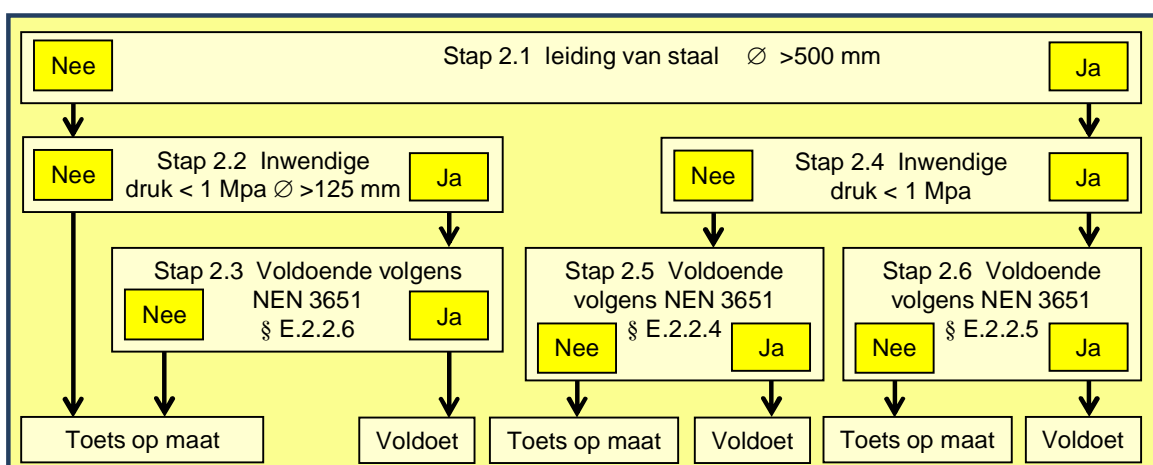 Stap 2.1 leiding van staal ∅ >500 mm
Nee
Ja
Stap 2.2 Inwendige
druk < 1 Mpa ∅ >125 mm
Nee
Ja
Stap 2.4 Inwendige
druk < 1 Mpa
Nee
Ja
Stap 2.3 Voldoende volgens
NEN 3651
§ E.2.2.6
Nee
Ja
Stap 2.5 Voldoende
volgens NEN 3651
§ E.2.2.4
Nee
Ja
Stap 2.6 Voldoende
volgens NEN 3651
§ E.2.2.5
Nee
Ja
Toets op maat
Voldoet
Toets op maat
Voldoet
Toets op maat
Voldoet